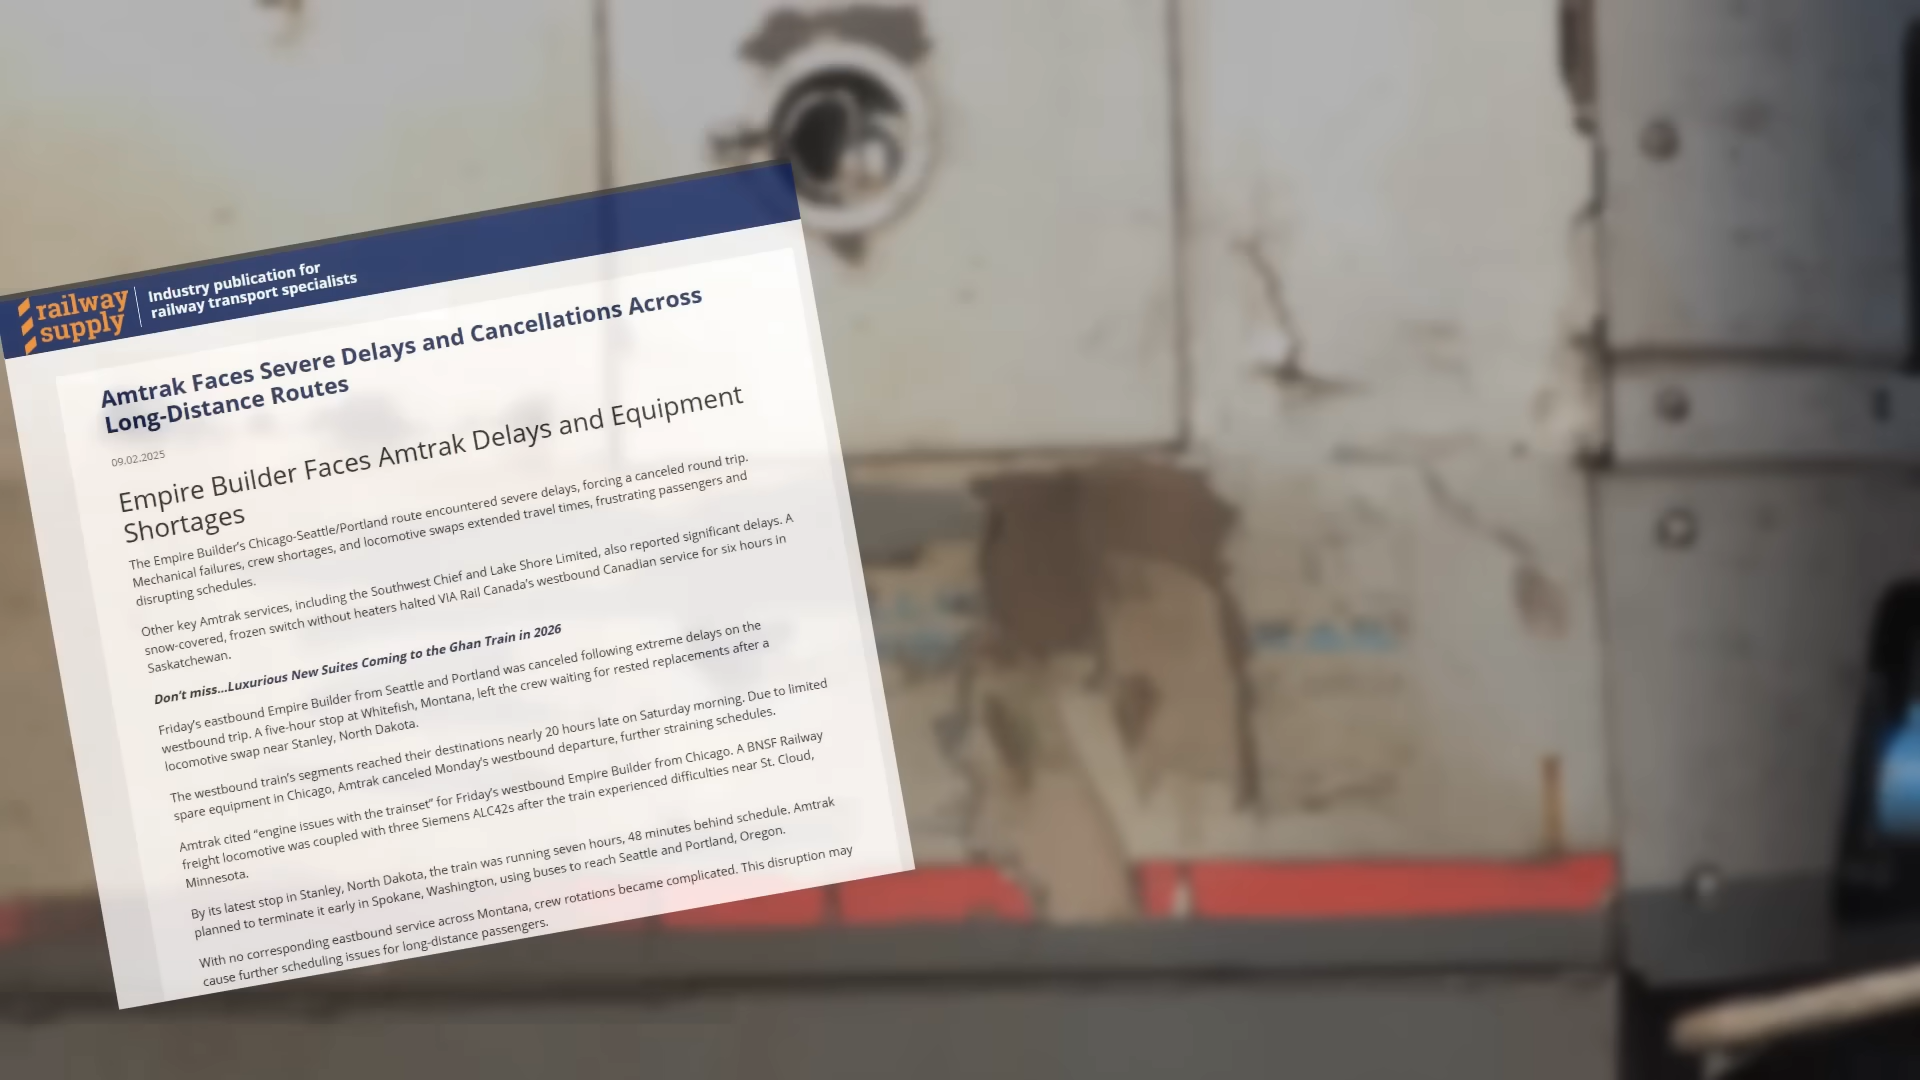 railway
supply
Industry publication for
railway transport specialists
Amtrak Faces Severe Delays and Cancellations Across
Long-Distance Routes
09.02.2025
Empire Builder Faces Amtrak Delays and Equipment
Shortages
The Empire Builder's Chicago-Seattle/Portland route encountered severe delays, forcing a canceled round trip.
Mechanical failures, crew shortages, and locomotive swaps extended travel times, frustrating passengers and
disrupting schedules.
Other key Amtrak services, including the Southwest Chief and Lake Shore Limited, also reported significant delays. A
snow-covered, frozen switch without heaters halted VIA Rail Canada's westbound Canadian service for six hours in
Saskatchewan.
Don't miss...Luxurious New Suites Coming to the Ghan Train in 2026
Friday's eastbound Empire Builder from Seattle and Portland was canceled following extreme delays on the
westbound trip. A five-hour stop at Whitefish, Montana, left the crew waiting for rested replacements after a
locomotive swap near Stanley, North Dakota.
The westbound train's segments reached their destinations nearly 20 hours late on Saturday morning. Due to limited
spare equipment in Chicago, Amtrak canceled Monday's westbound departure, further straining schedules.
Amtrak cited “engine issues with the trainset” for Friday's westbound Empire Builder from Chicago. A BNSF Railway
freight locomotive was coupled with three Siemens ALC42s after the train experienced difficulties near St. Cloud,
Minnesota.
By its latest stop in Stanley, North Dakota, the train was running seven hours, 48 minutes behind schedule. Amtrak
planned to terminate it early in Spokane, Washington, using buses to reach Seattle and Portland, Oregon.
With no corresponding eastbound service across Montana, crew rotations became complicated. This disruption may
cause further scheduling issues for long-distance passengers.